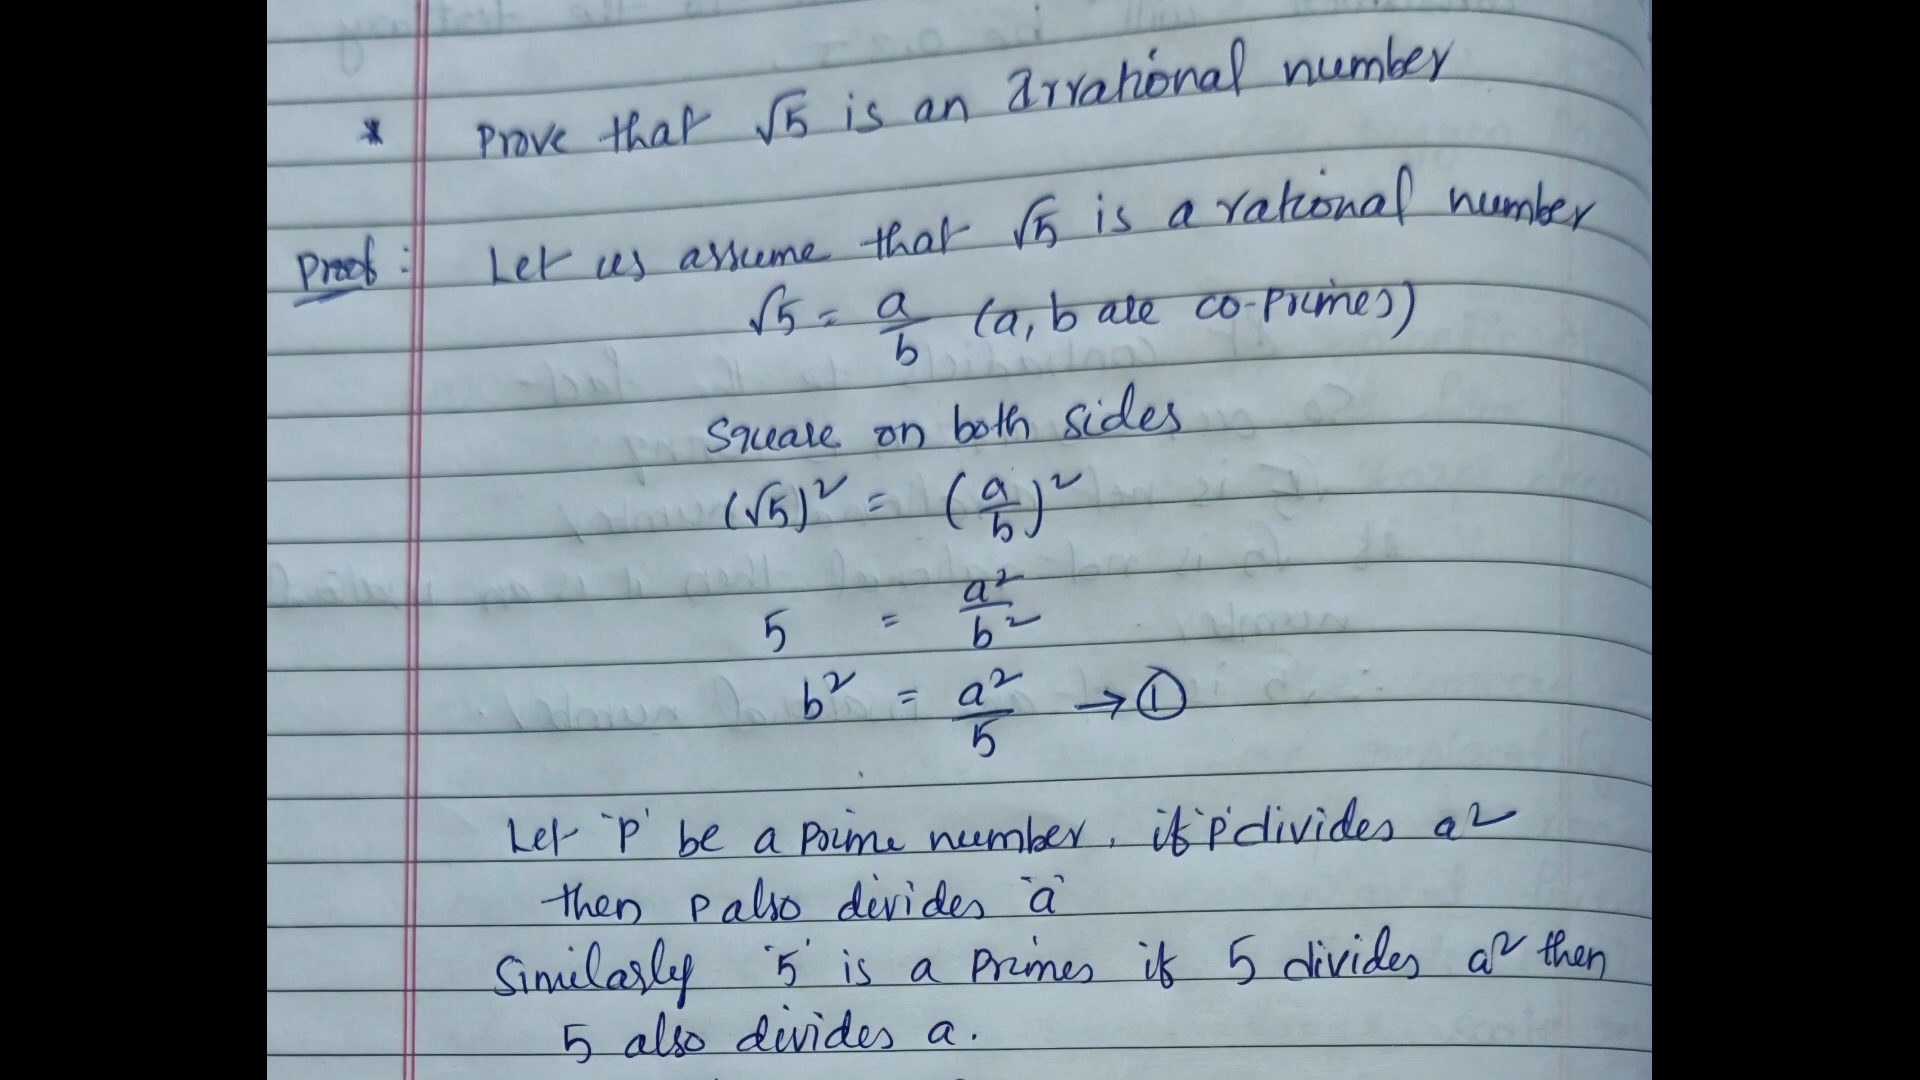 * Prove that √5 is an Irrational number
Proof: Let us assume that √5 is a rational number
√5 = a/b (a, b are co-primes)
Square on both sides
(√5)² = (a/b)²
5 = a²/b²
b² = a²/5 → ①
Let 'P' be a prime number, if 'P' divides a²
then P also divides 'a'
Similarly '5' is a primes if 5 divides a² then
5 also divides a.